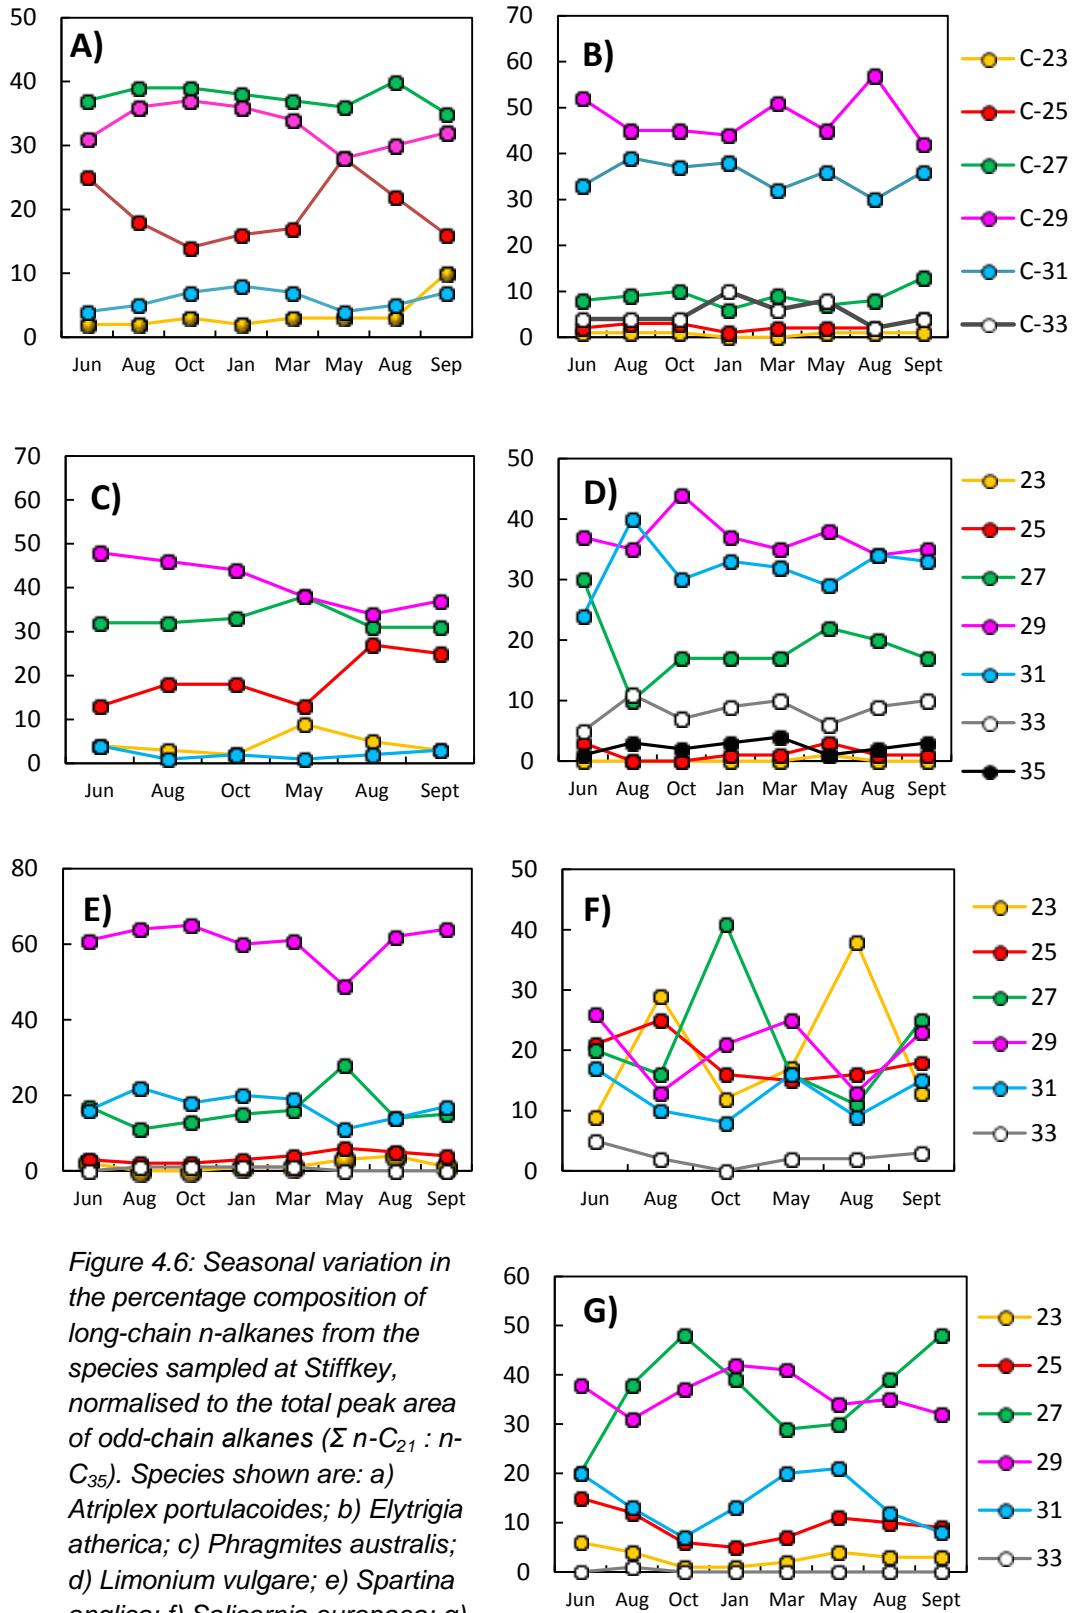 A)
50
40
30
20
10
0
Jun Aug Oct Jan Mar May Aug Sep
B)
70
60
50
40
30
20
10
0
Jun Aug Oct Jan Mar May Aug Sept
C-23
C-25
C-27
C-29
C-31
C-33
C)
70
60
50
40
30
20
10
0
Jun Aug Oct May Aug Sept
D)
50
40
30
20
10
0
Jun Aug Oct Jan Mar May Aug Sept
23
25
27
29
31
33
35
E)
80
60
40
20
0
Jun Aug Oct Jan Mar May Aug Sept
F)
50
40
30
20
10
0
Jun Aug Oct May Aug Sept
23
25
27
29
31
33
Figure 4.6: Seasonal variation in
the percentage composition of
long-chain n-alkanes from the
species sampled at Stiffkey,
normalised to the total peak area
of odd-chain alkanes (Σ n-C21 : n-
C35). Species shown are: a)
Atriplex portulacoides; b) Elytrigia
atherica; c) Phragmites australis;
d) Limonium vulgare; e) Spartina
anglica; f) Salicornia europaea; g)
G)
60
50
40
30
20
10
0
Jun Aug Oct Jan Mar May Aug Sept
23
25
27
29
31
33